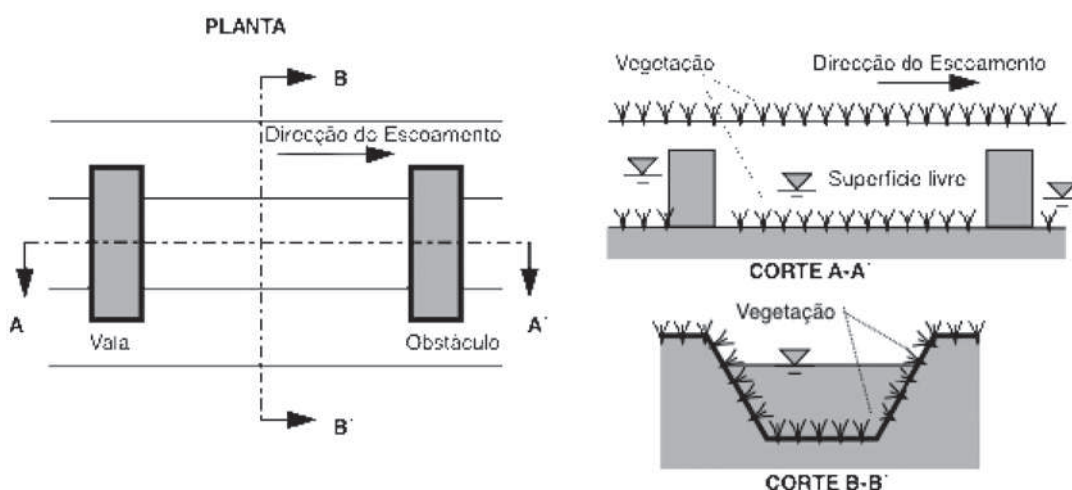 PLANTA
B
Direcção do Escoamento
A
A'
Vala
Obstáculo
B'
Vegetação
Direcção do Escoamento
Superfície livre
CORTE A-A'
Vegetação
CORTE B-B'